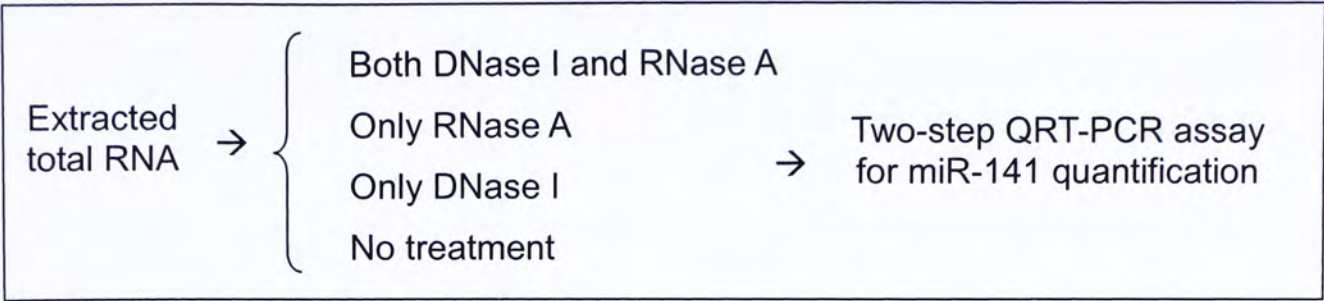 Extracted
total RNA
→
Both DNase I and RNase A
Only RNase A
Only DNase I
No treatment
→
Two-step QRT-PCR assay
for miR-141 quantification